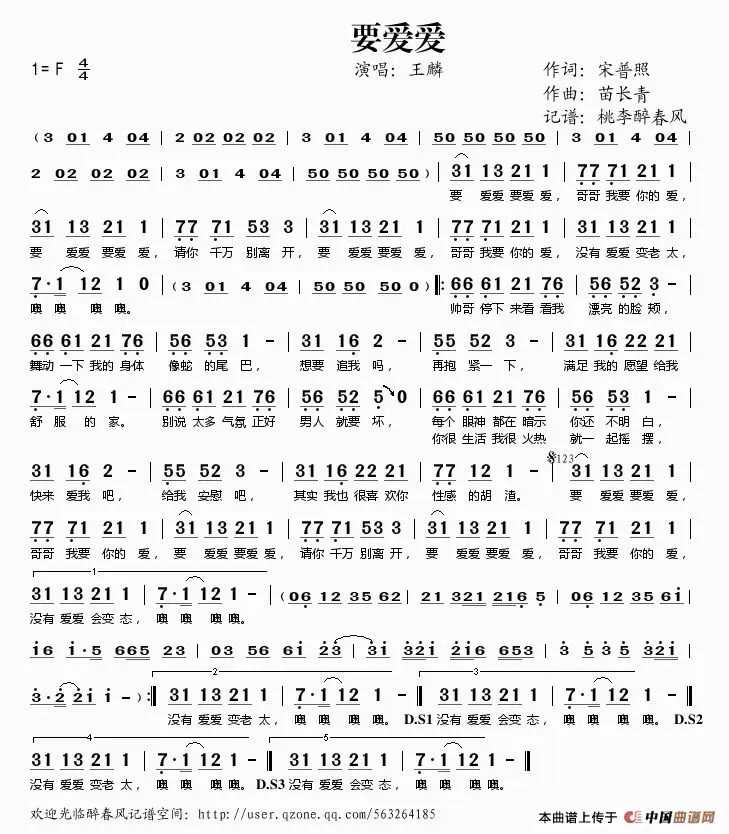 要爱爱
1= F 4/4
演唱：王麟
作词：宋普照
作曲：苗长青
记谱：桃李醉春风
( 3 01 4 04 | 2 02 02 02 | 3 01 4 04 | 50 50 50 50 | 3 01 4 04 |
2 02 02 02 | 3 01 4 04 | 50 50 50 50 ) | 31 13 21 1 | 77 71 21 1 |
要 爱爱 要爱 爱， 哥哥 我要 你的 爱，
31 13 21 1 | 77 71 53 3 | 31 13 21 1 | 77 71 21 1 | 31 13 21 1 |
要 爱爱 要爱 爱， 请你 千万 别离 开， 要 爱爱 要爱 爱， 哥哥 我要 你的 爱， 没有 爱爱 变老 太，
7·1 12 1 0 | ( 3 01 4 04 | 50 50 50 0 ) ‖: 66 61 21 76 | 56 52 3 - |
噢 噢 噢噢。 帅哥 停下 来看 看我 漂亮 的脸 颊，
66 61 21 76 | 56 53 1 - | 31 16 2 - | 55 52 3 - | 31 16 22 21 |
舞动 一下 我的 身体 像蛇 的尾 巴， 想要 追我 吗， 再抱 紧一 下， 满足 我的 愿望 给我
7·1 12 1 - | 66 61 21 76 | 56 52 5 0 | 66 61 21 76 | 56 53 1 - |
舒 服 的 家。 别说 太多 气氛 正好 男人 就要 坏， 每个 眼神 都在 暗示 你还 不明 白，
你很 生活 我很 火热 就一 起摇 摆，
31 16 2 - | 55 52 3 - | 31 16 22 21 | 77 12 1 - | 𝄋123 31 13 21 1 |
快来 爱我 吧， 给我 安慰 吧， 其实 我也 很喜 欢你 性感 的胡 渣。 要 爱爱 要爱 爱，
77 71 21 1 | 31 13 21 1 | 77 71 53 3 | 31 13 21 1 | 77 71 21 1 |
哥哥 我要 你的 爱， 要 爱爱 要爱 爱， 请你 千万 别离 开， 要 爱爱 要爱 爱， 哥哥 我要 你的 爱，
1
31 13 21 1 | 7·1 12 1 - | ( 06 12 35 62 | 21 321 21216 5 | 06 12 35 6i |
没有 爱爱 会变 态， 噢 噢 噢噢。
i6 i·5 665 23 | 03 56 6i 23 | 3i 32i 2i6 653 | 3 53 5 32i |
3·2 2i i - ) :‖ 2 31 13 21 1 | 7·1 12 1 - ‖ 3 31 13 21 1 | 7·1 12 1 - ‖
没有 爱爱 变老 太， 噢 噢 噢噢。 D.S1 没有 爱爱 会变 态， 噢 噢 噢噢。 D.S2
4 5
31 13 21 1 | 7·1 12 1 - ‖ 31 13 21 1 | 7·1 12 1 - ‖
没有 爱爱 变老 太， 噢 噢 噢噢。 D.S3 没有 爱爱 会变 态， 噢 噢 噢噢。
欢迎光临醉春风记谱空间：http://user.qzone.qq.com/563264185
本曲谱上传于 中国曲谱网